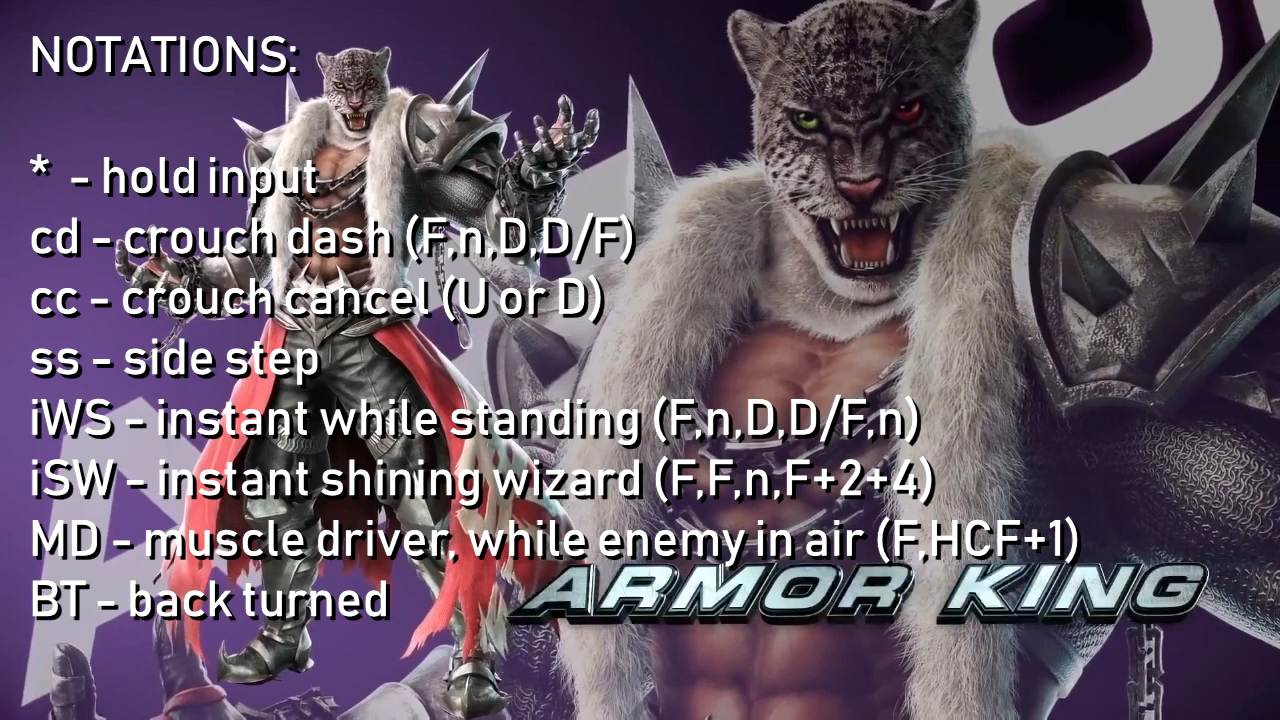 NOTATIONS:
* - hold input
cd - crouch dash (F,n,D,D/F)
cc - crouch cancel (U or D)
ss - side step
iWS - instant while standing (F,n,D,D/F,n)
iSW - instant shining wizard (F,F,n,F+2+4)
MD - muscle driver, while enemy in air (F,HCF+1)
BT - back turned
ARMOR KING